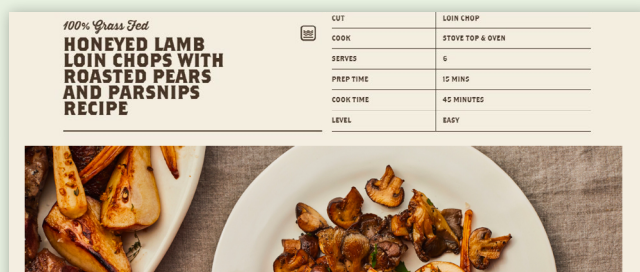 100% Grass Fed
HONEYED LAMB
LOIN CHOPS WITH
ROASTED PEARS
AND PARSNIPS
RECIPE
CUT LOIN CHOP
COOK STOVE TOP & OVEN
SERVES 6
PREP TIME 15 MINS
COOK TIME 45 MINUTES
LEVEL EASY